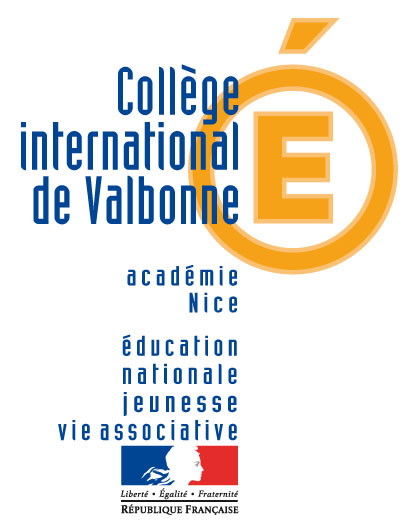 Collège
international
de Valbonne
É
académie
Nice
éducation
nationale
jeunesse
vie associative
Liberté • Égalité • Fraternité
RÉPUBLIQUE FRANÇAISE